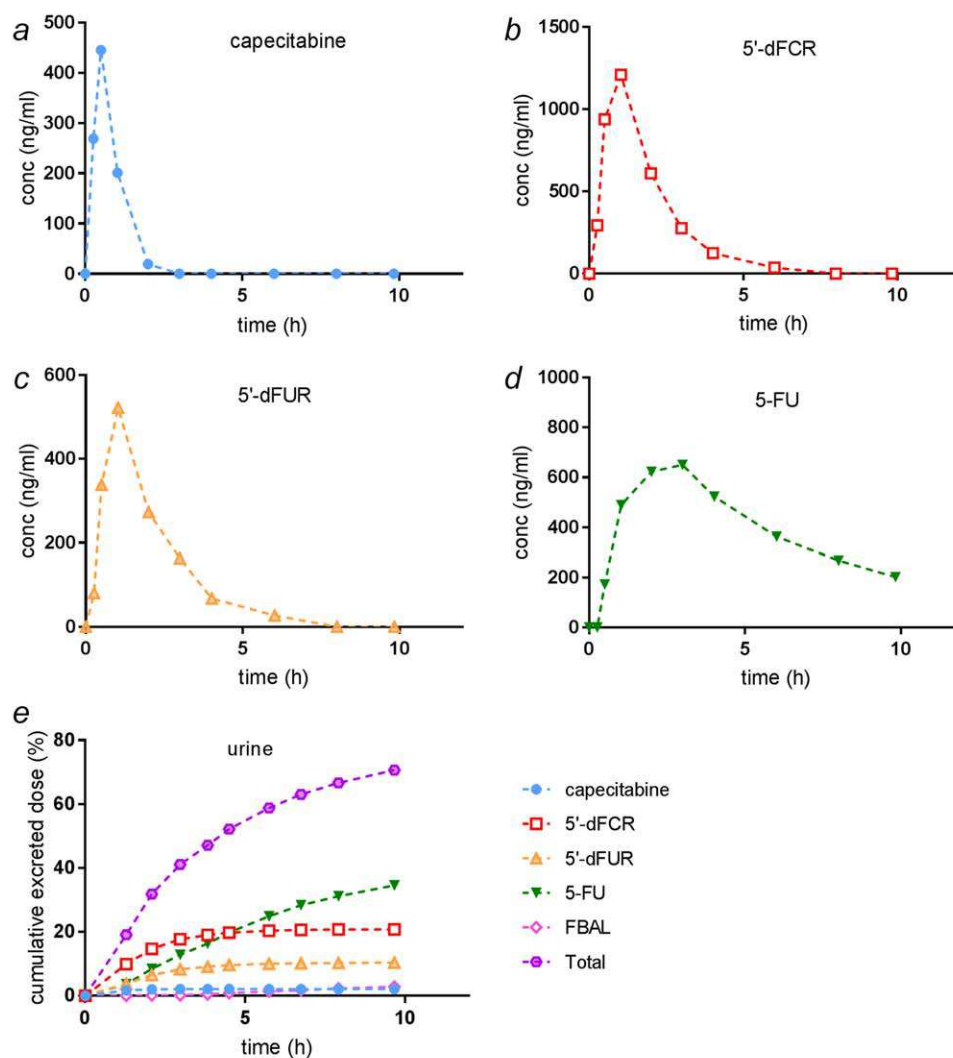 a
capecitabine
conc (ng/ml)
500
400
300
200
100
0
0
5
10
time (h)
b
5'-dFCR
conc (ng/ml)
1500
1000
500
0
0
5
10
time (h)
c
5'-dFUR
conc (ng/ml)
600
400
200
0
0
5
10
time (h)
d
5-FU
conc (ng/ml)
1000
800
600
400
200
0
0
5
10
time (h)
e
urine
cumulative excreted dose (%)
80
60
40
20
0
0
5
10
time (h)
capecitabine
5'-dFCR
5'-dFUR
5-FU
FBAL
Total